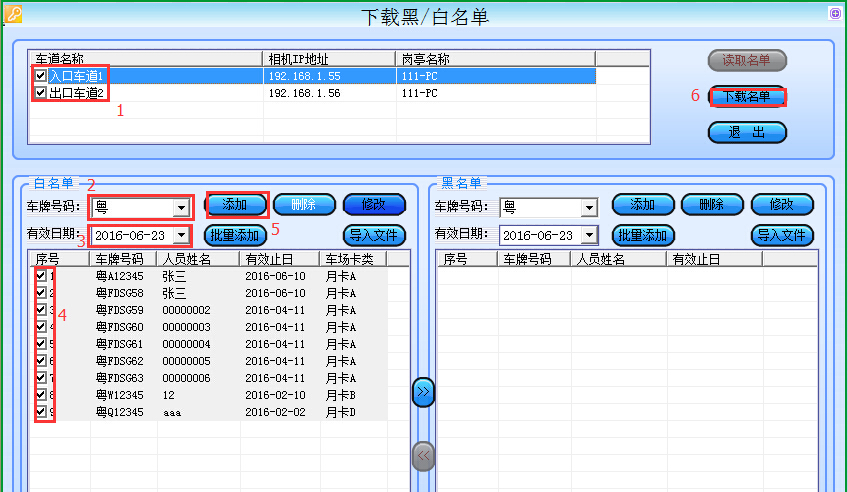 下载黑/白名单
车道名称 相机IP地址 岗亭名称
入口车道1 192.168.1.55 111-PC
出口车道2 192.168.1.56 111-PC
1
读取名单
6 下载名单
退 出
白名单
2
车牌号码: 粤 添加 删除 修改
有效日期: 2016-06-23 批量添加 导入文件
3 5
序号 车牌号码 人员姓名 有效止日 车场卡类
1 粤A12345 张三 2016-06-10 月卡A
2 粤FDSG58 张三 2016-06-10 月卡A
3 粤FDSG59 00000002 2016-04-11 月卡A
4 粤FDSG60 00000003 2016-04-11 月卡A
5 粤FDSG61 00000004 2016-04-11 月卡A
6 粤FDSG62 00000005 2016-04-11 月卡A
7 粤FDSG63 00000006 2016-04-11 月卡A
8 粤W12345 12 2016-02-10 月卡B
9 粤Q12345 aaa 2016-02-02 月卡D
4
>>
<<
黑名单
车牌号码: 粤 添加 删除 修改
有效日期: 2016-06-23 批量添加 导入文件
序号 车牌号码 人员姓名 有效止日